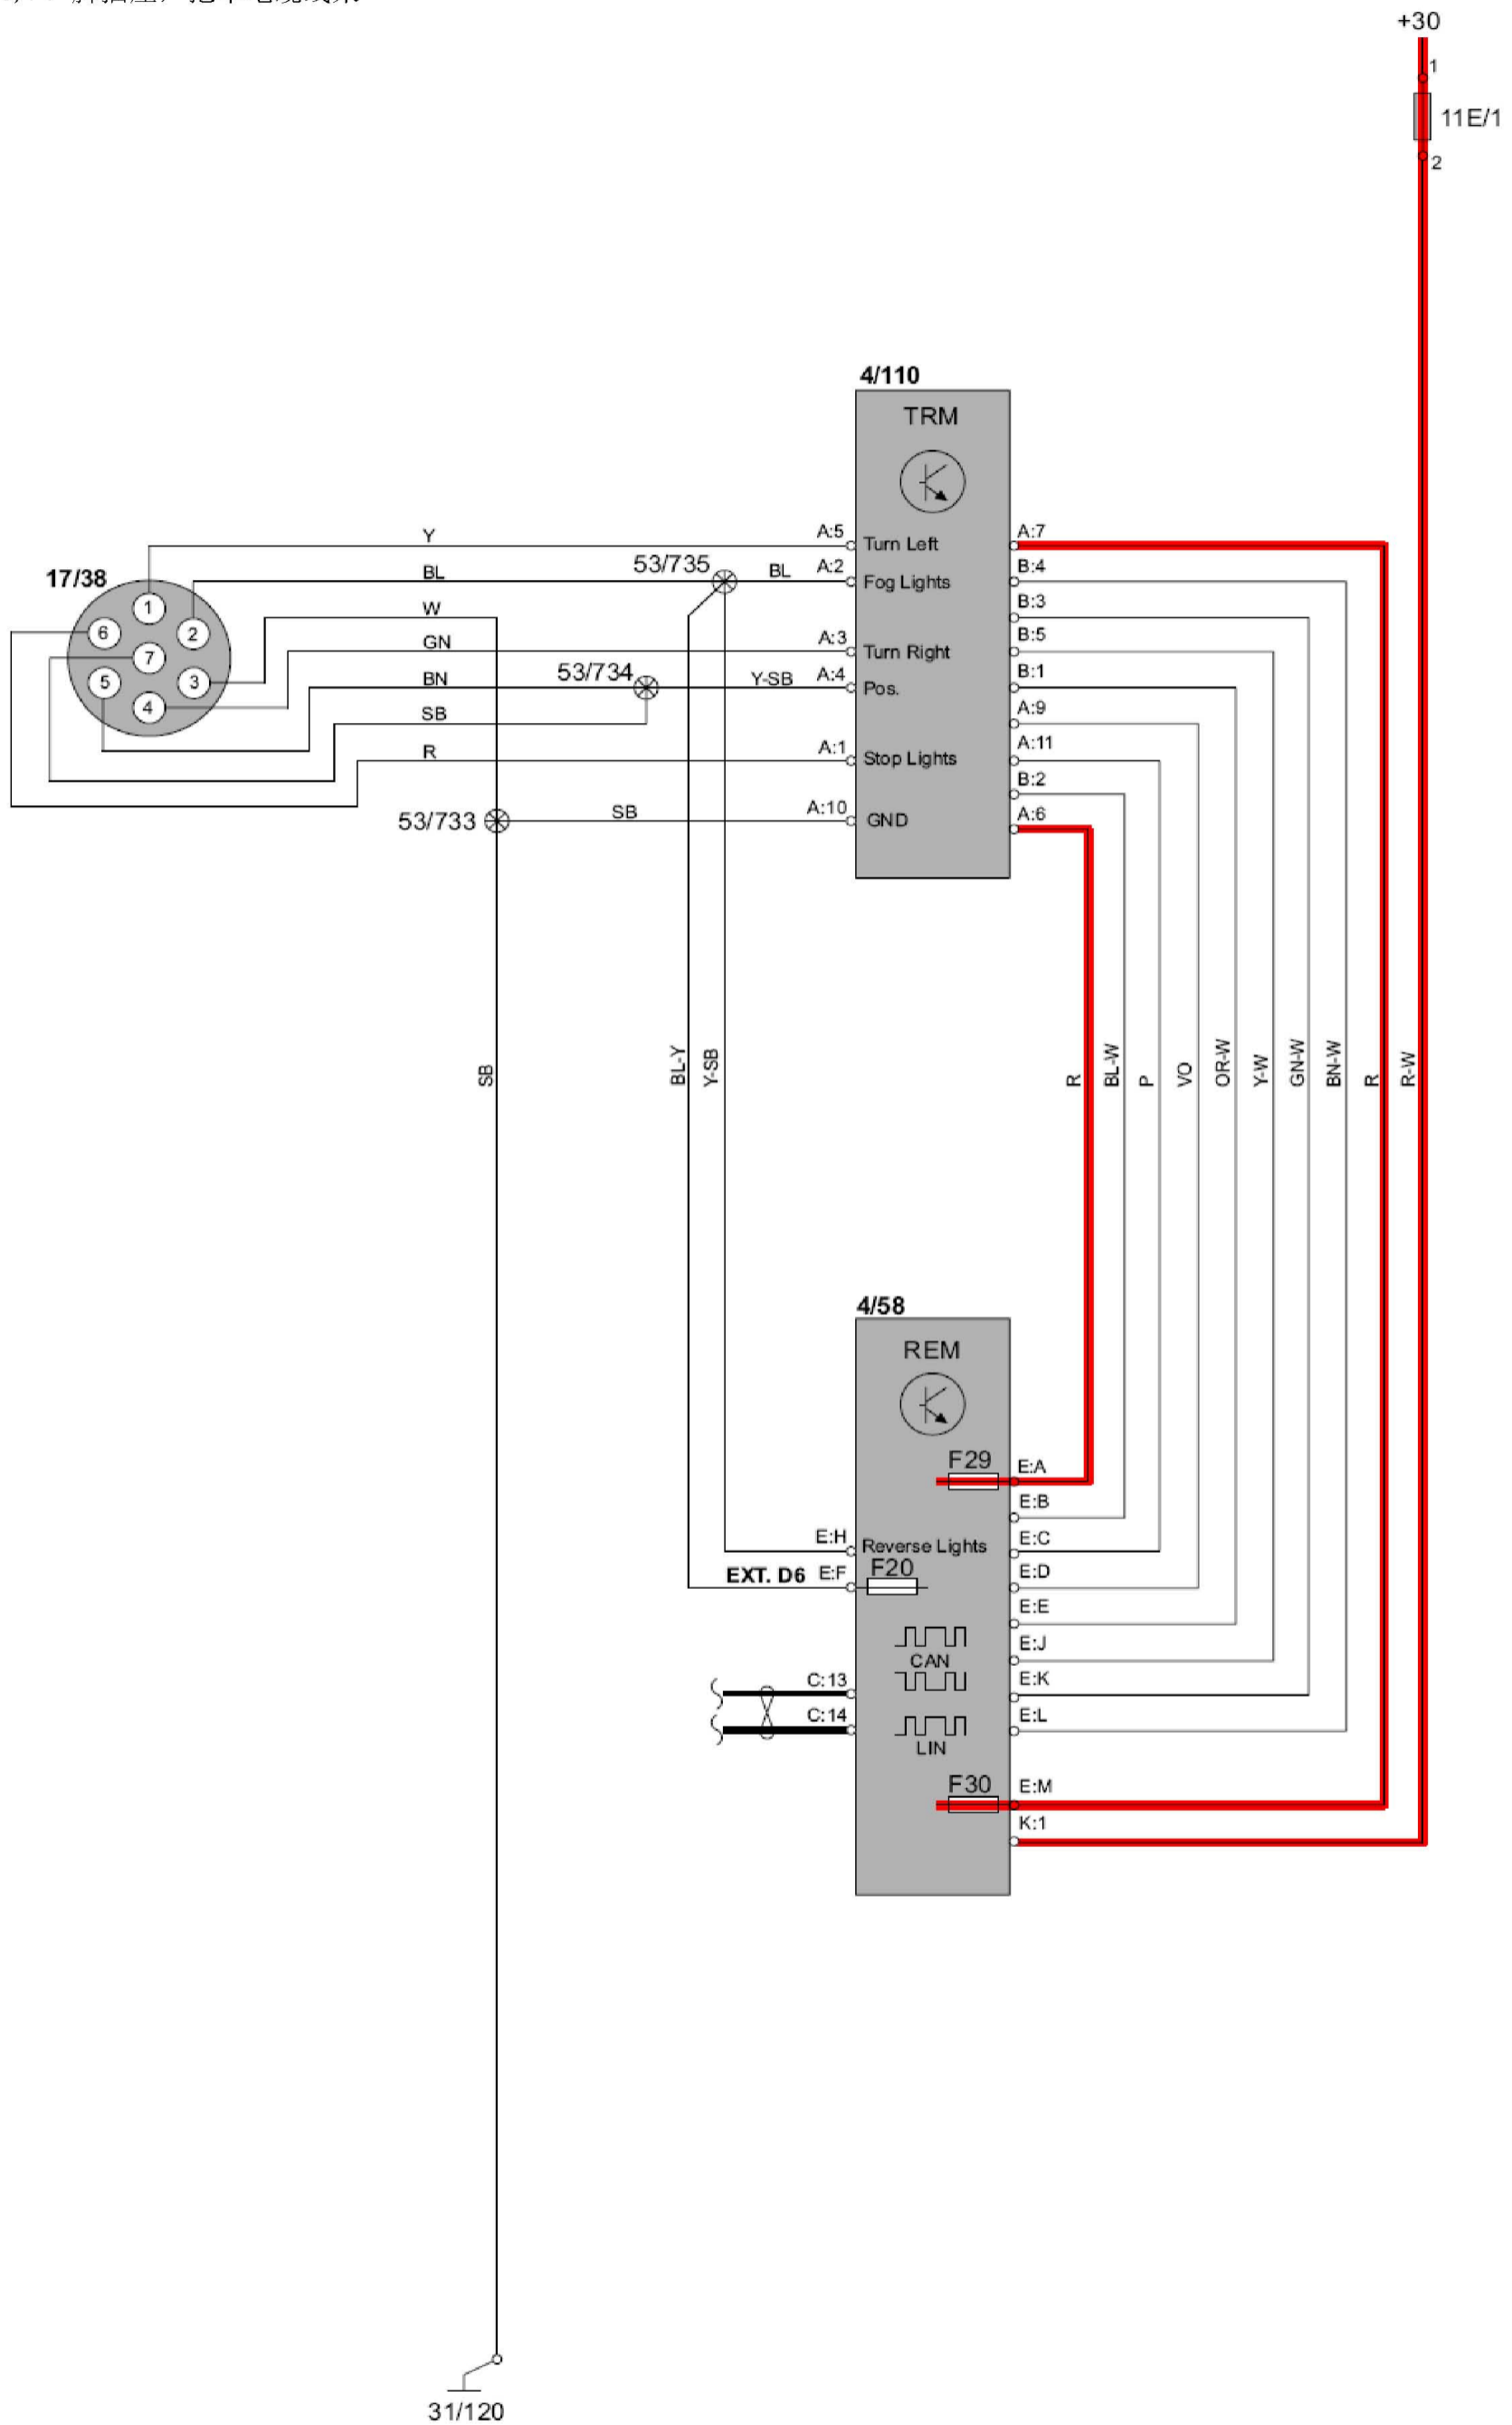 +30
1
11E/1
2
4/110
TRM
A:5 Turn Left A:7
Y
53/735 BL A:2 Fog Lights B:4
17/38
BL
W
B:3
1
6 2
7
5 3
4
GN
A:3 Turn Right B:5
53/734 Y-SB A:4 Pos. B:1
BN
SB
A:9
R
A:1 Stop Lights A:11
B:2
53/733 SB A:10 GND A:6
SB
BL-Y
Y-SB
R
BL-W
P
VO
OR-W
Y-W
GN-W
BN-W
R
R-W
4/58
REM
F29 E:A
E:B
E:H Reverse Lights E:C
EXT. D6 E:F F20 E:D
E:E
CAN E:J
C:13 E:K
C:14 E:L
LIN
F30 E:M
K:1
31/120